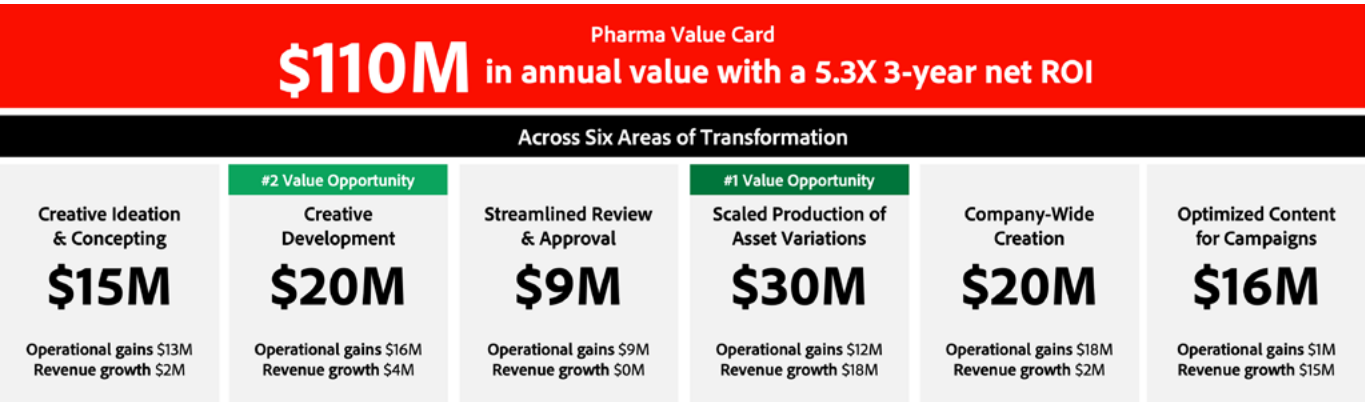 Pharma Value Card
$110M in annual value with a 5.3X 3-year net ROI
Across Six Areas of Transformation
Creative Ideation
& Concepting
$15M
Operational gains $13M
Revenue growth $2M
#2 Value Opportunity
Creative
Development
$20M
Operational gains $16M
Revenue growth $4M
Streamlined Review
& Approval
$9M
Operational gains $9M
Revenue growth $0M
#1 Value Opportunity
Scaled Production of
Asset Variations
$30M
Operational gains $12M
Revenue growth $18M
Company-Wide
Creation
$20M
Operational gains $18M
Revenue growth $2M
Optimized Content
for Campaigns
$16M
Operational gains $1M
Revenue growth $15M